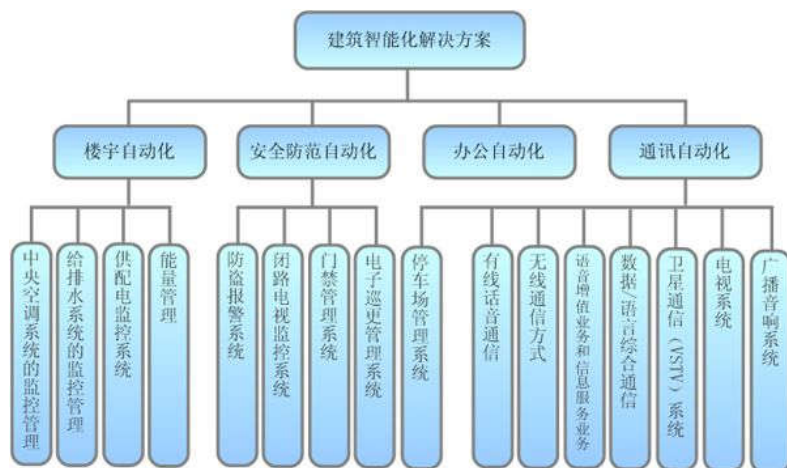 建筑智能化解决方案
楼宇自动化
安全防范自动化
办公自动化
通讯自动化
中央空调系统的监控管理
给排水系统的监控管理
供配电监控系统
能量管理
防盗报警系统
闭路电视监控系统
门禁管理系统
电子巡更管理系统
停车场管理系统
有线话音通信
无线通信方式
语音增值业务和信息服务业务
数据/语言综合通信
卫星通信（VSTV）系统
电视系统
广播音响系统